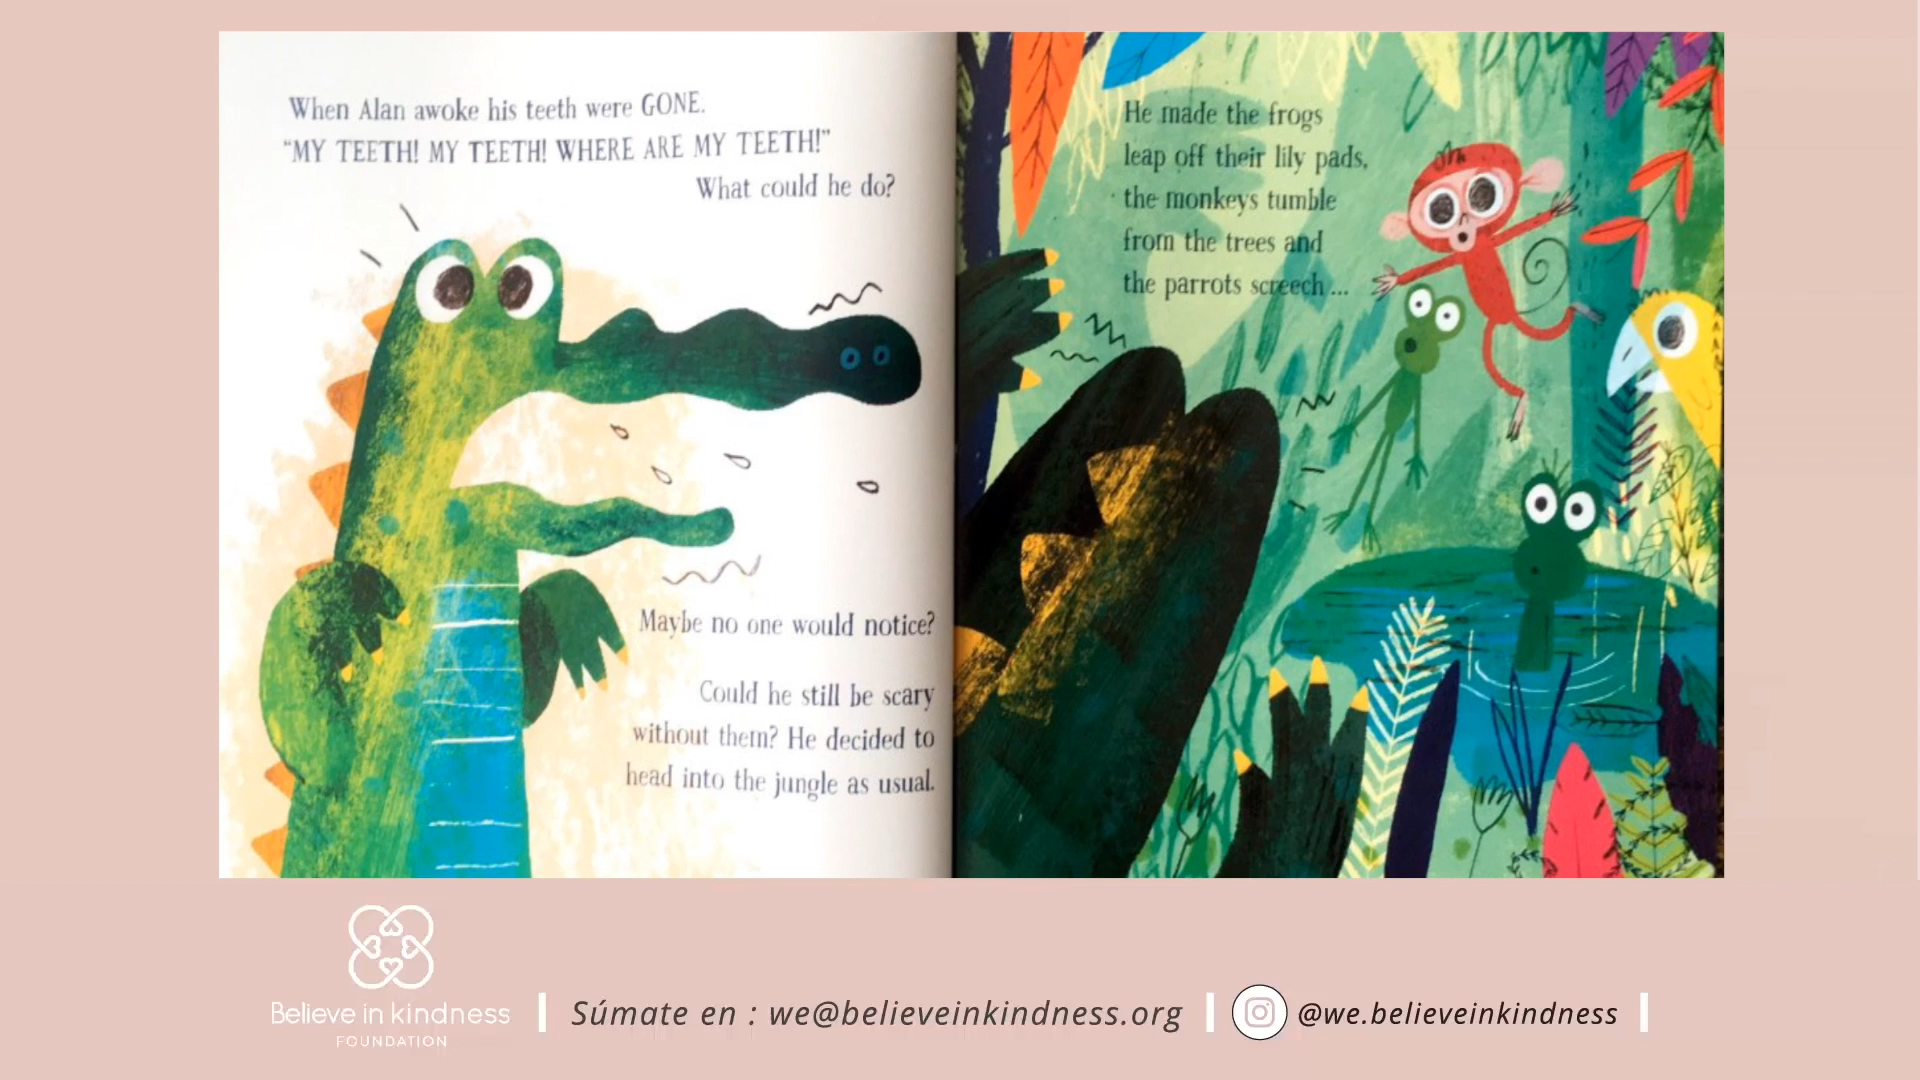 When Alan awoke his teeth were GONE.
"MY TEETH! MY TEETH! WHERE ARE MY TEETH!"
What could he do?
Maybe no one would notice?
Could he still be scary
without them? He decided to
head into the jungle as usual.
He made the frogs
leap off their lily pads,
the monkeys tumble
from the trees and
the parrots screech ...
Believe in kindness
FOUNDATION
Súmate en : we@believeinkindness.org
@we.believeinkindness